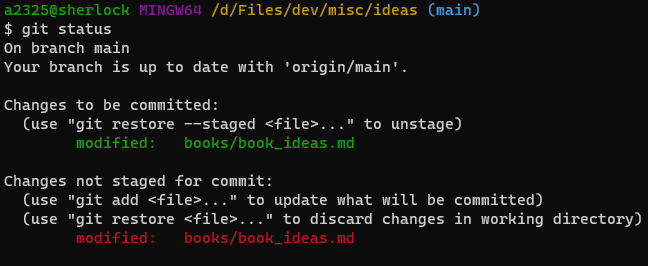 a2325@sherlock MINGW64 /d/Files/dev/misc/ideas (main)
$ git status
On branch main
Your branch is up to date with 'origin/main'.

Changes to be committed:
  (use "git restore --staged <file>..." to unstage)
        modified:   books/book_ideas.md

Changes not staged for commit:
  (use "git add <file>..." to update what will be committed)
  (use "git restore <file>..." to discard changes in working directory)
        modified:   books/book_ideas.md